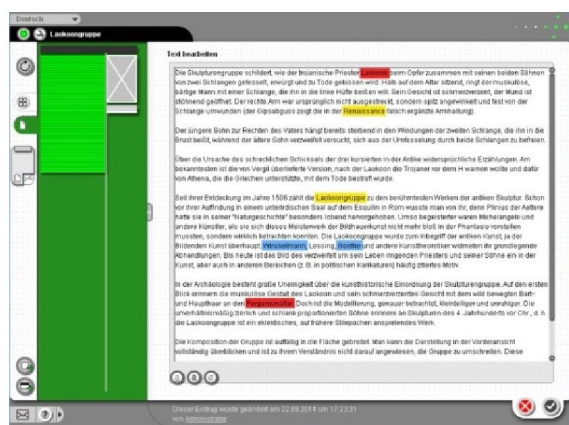 Deutsch
Laokoongruppe
Text bearbeiten
Die Skulpturengruppe schildert, wie der trojanische Priester Laokoon beim Opfer zusammen mit seinen beiden Söhnen
von zwei Schlangen gefesselt, erwürgt und zu Tode gebissen wird. Halb auf dem Altar sitzend, ringt der muskulöse,
bärtige Mann mit einer Schlange, die ihn in die linke Hüfte beißen will. Sein Gesicht ist schmerzverzerrt, der Mund ist
stöhnend geöffnet. Der rechte Arm war ursprünglich nicht ausgestreckt, sondern spitz angewinkelt und fest von der
Schlange umwunden (der Gipsabguss zeigt die in der Renaissance falsch ergänzte Armhaltung).
Der jüngere Sohn zur Rechten des Vaters hängt bereits sterbend in den Windungen der zweiten Schlange, die ihn in die
Brust beißt, während der ältere Sohn verzweifelt versucht, sich aus der Umfesselung durch beide Schlangen zu befreien.
Über die Ursache des schrecklichen Schicksals der drei kursierten in der Antike widersprüchliche Erzählungen. Am
bekanntesten ist die von Vergil überlieferte Version, nach der Laokoon die Trojaner vor dem H warnen wollte und dafür
von Athena, die die Griechen unterstützte, mit dem Tode bestraft wurde.
Seit ihrer Entdeckung im Jahre 1506 zählt die Laokoongruppe zu den berühmtesten Werken der antiken Skulptur. Schon
vor ihrer Auffindung in einem unterirdischen Saal auf dem Esquilin in Rom wusste man von ihr, denn Plinius der Aeltere
hatte sie in seiner "Naturgeschichte" besonders lobend hervorgehoben. Umso begeisterter waren Michelangelo und
andere Künstler, als sie sich dieses Meisterwerk der Bildhauerkunst nicht mehr bloß in der Phantasie vorstellen
mussten, sondern wirklich betrachten konnten. Die Laokoongruppe wurde zum Inbegriff der antiken Kunst, ja der
Bildenden Kunst überhaupt. Winckelmann, Lessing, Goethe und andere Kunsttheoretiker widmeten ihr grundlegende
Abhandlungen. Bis heute ist das Bild des verzweifelt um sein Leben ringenden Priesters und seiner Söhne ein in der
Kunst, aber auch in anderen Bereichen (z. B. in politischen Karikaturen) häufig zitiertes Motiv.
In der Archäologie besteht große Uneinigkeit über die kunsthistorische Einordnung der Skulpturengruppe. Auf den ersten
Blick erinnern die muskulöse Gestalt des Laokoon und sein schmerzverzerrtes Gesicht mit dem wild bewegten Bart-
und Haupthaar an den Pergamonaltar. Doch ist die Modellierung, genauer betrachtet, kleinteiliger und unruhiger. Die
unverhältnismäßig zierlich und schlank proportionierten Söhne erinnern an Skulpturen des 4. Jahrhunderts vor Chr., d. h.
die Laokoongruppe ist ein eklektisches, auf frühere Stilepochen anspielendes Werk.
Die Komposition der Gruppe ist auffällig in die Fläche gebreitet. Man kann die Darstellung in der Vorderansicht
vollständig überblicken und ist zu ihrem Verständnis nicht darauf angewiesen, die Gruppe zu umschreiten. Diese
Dieser Eintrag wurde geändert am 22.09.2014 um 17:23:31
von Administrator